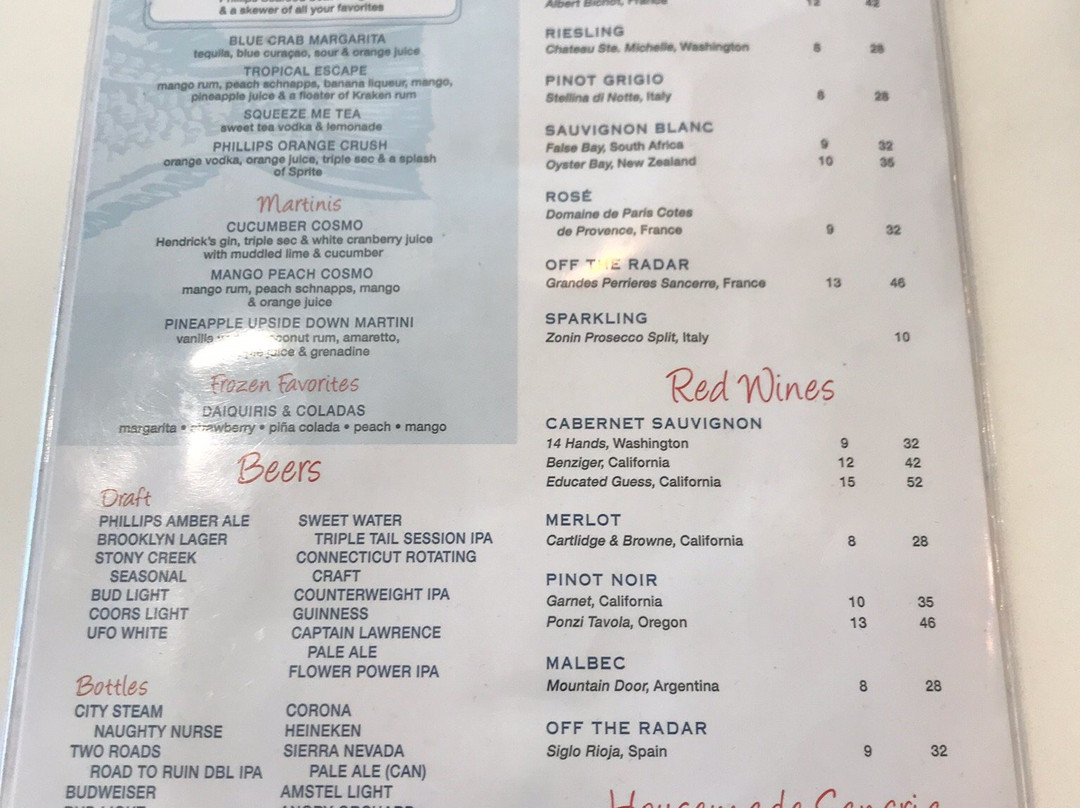 & a skewer of all your favorites
BLUE CRAB MARGARITA
tequila, blue curaçao, sour & orange juice
TROPICAL ESCAPE
mango rum, peach schnapps, banana liqueur, mango,
pineapple juice & a floater of Kraken rum
SQUEEZE ME TEA
sweet tea vodka & lemonade
PHILLIPS ORANGE CRUSH
orange vodka, orange juice, triple sec & a splash
of Sprite
Martinis
CUCUMBER COSMO
Hendrick's gin, triple sec & white cranberry juice
with muddled lime & cucumber
MANGO PEACH COSMO
mango rum, peach schnapps, mango
& orange juice
PINEAPPLE UPSIDE DOWN MARTINI
vanilla rum, amaretto,
juice & grenadine
Frozen Favorites
DAIQUIRIS & COLADAS
margarita • strawberry • piña colada • peach • mango
Beers
Draft
PHILLIPS AMBER ALE
BROOKLYN LAGER
STONY CREEK
SEASONAL
BUD LIGHT
COORS LIGHT
UFO WHITE
SWEET WATER
TRIPLE TAIL SESSION IPA
CONNECTICUT ROTATING
CRAFT
COUNTERWEIGHT IPA
GUINNESS
CAPTAIN LAWRENCE
PALE ALE
FLOWER POWER IPA
Bottles
CITY STEAM
NAUGHTY NURSE
TWO ROADS
ROAD TO RUIN DBL IPA
BUDWEISER
CORONA
HEINEKEN
SIERRA NEVADA
PALE ALE (CAN)
AMSTEL LIGHT
Albert Bichot, France 12 42
RIESLING
Chateau Ste. Michelle, Washington 8 28
PINOT GRIGIO
Stellina di Notte, Italy 8 28
SAUVIGNON BLANC
False Bay, South Africa 9 32
Oyster Bay, New Zealand 10 35
ROSÉ
Domaine de Paris Cotes
de Provence, France 9 32
OFF THE RADAR
Grandes Perrieres Sancerre, France 13 46
SPARKLING
Zonin Prosecco Split, Italy 10
Red Wines
CABERNET SAUVIGNON
14 Hands, Washington 9 32
Benziger, California 12 42
Educated Guess, California 15 52
MERLOT
Cartlidge & Browne, California 8 28
PINOT NOIR
Garnet, California 10 35
Ponzi Tavola, Oregon 13 46
MALBEC
Mountain Door, Argentina 8 28
OFF THE RADAR
Siglo Rioja, Spain 9 32
Housemade Sangria